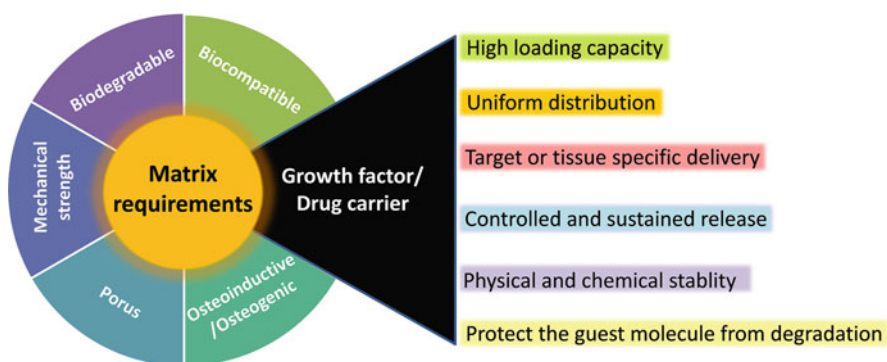 Biodegradable
Biocompatible
Mechanical
strength
Matrix
requirements
Porus
Osteoinductive
/Osteogenic
Growth factor/
Drug carrier
High loading capacity
Uniform distribution
Target or tissue specific delivery
Controlled and sustained release
Physical and chemical stablity
Protect the guest molecule from degradation